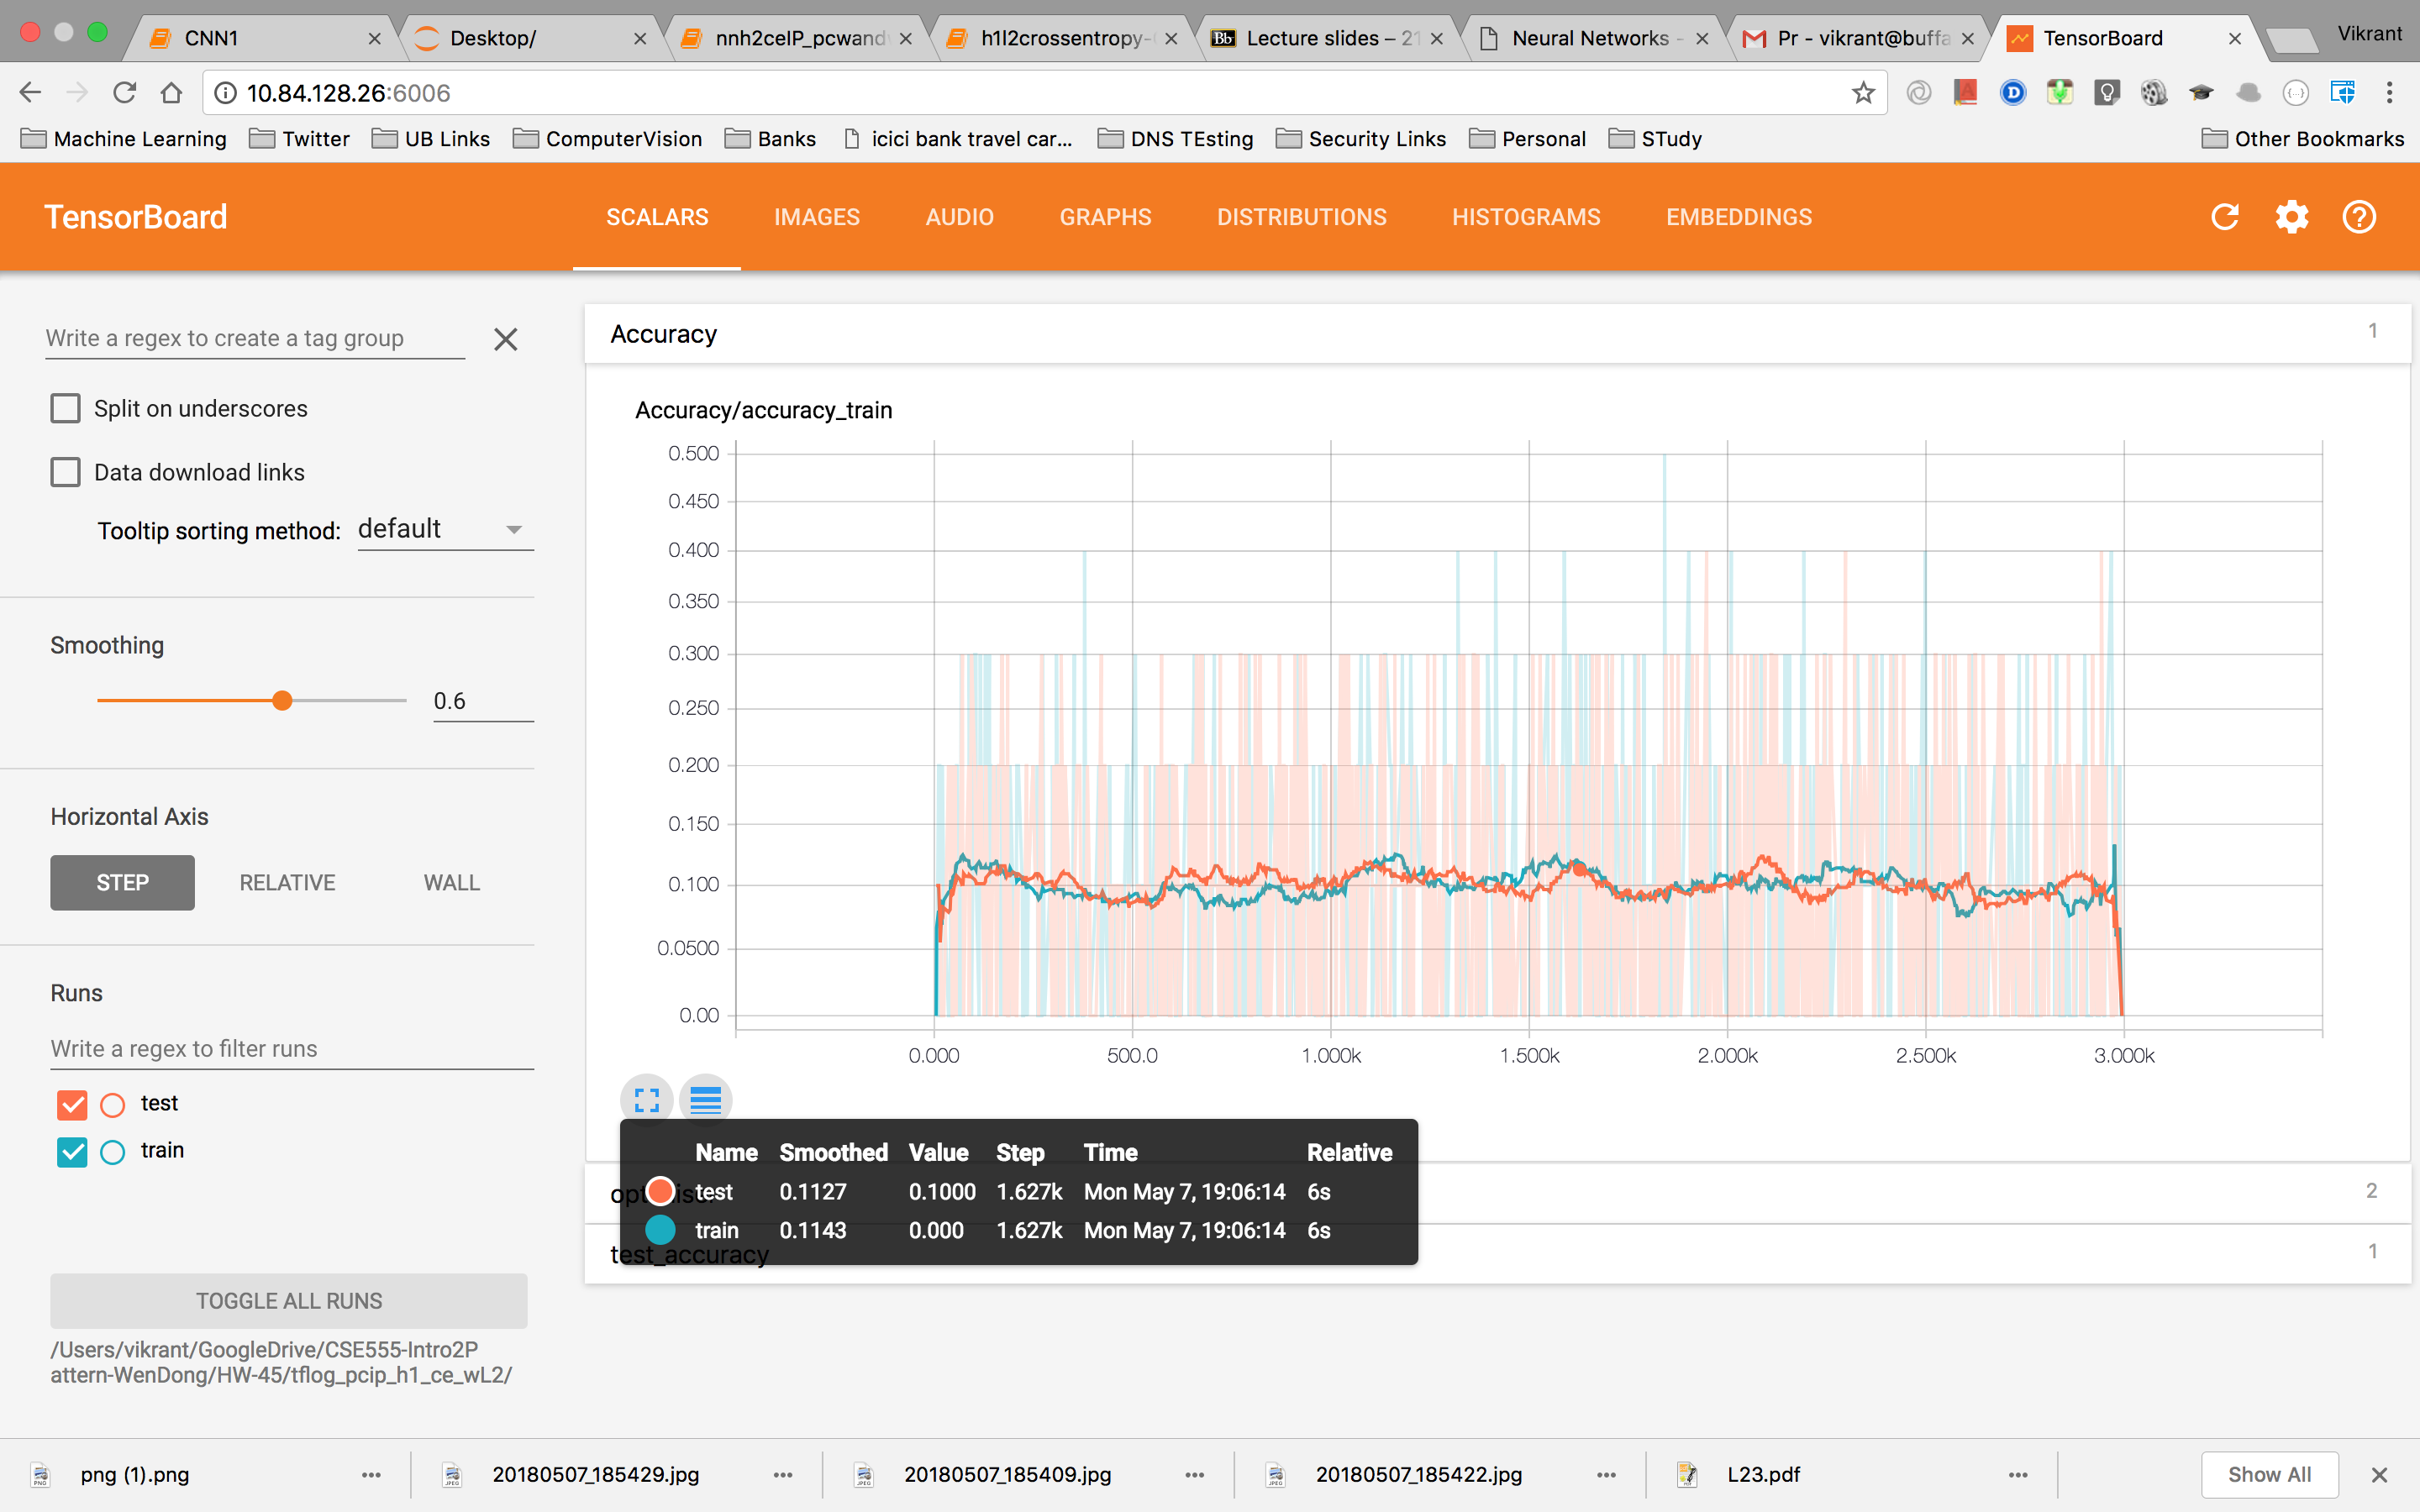 CNN1 Desktop/ nnh2ceIP_pcwand h1l2crossentropy- Lecture slides – 21 Neural Networks - Pr - vikrant@buffa TensorBoard Vikrant
10.84.128.26:6006
Machine Learning Twitter UB Links ComputerVision Banks icici bank travel car... DNS TEsting Security Links Personal STudy Other Bookmarks
TensorBoard SCALARS IMAGES AUDIO GRAPHS DISTRIBUTIONS HISTOGRAMS EMBEDDINGS
Write a regex to create a tag group
Split on underscores
Data download links
Tooltip sorting method: default
Smoothing
0.6
Horizontal Axis
STEP RELATIVE WALL
Runs
Write a regex to filter runs
test
train
TOGGLE ALL RUNS
/Users/vikrant/GoogleDrive/CSE555-Intro2P
attern-WenDong/HW-45/tflog_pcip_h1_ce_wL2/
Accuracy 1
Accuracy/accuracy_train
0.500
0.450
0.400
0.350
0.300
0.250
0.200
0.150
0.100
0.0500
0.00
0.000 500.0 1.000k 1.500k 2.000k 2.500k 3.000k
Name Smoothed Value Step Time Relative
test 0.1127 0.1000 1.627k Mon May 7, 19:06:14 6s
train 0.1143 0.000 1.627k Mon May 7, 19:06:14 6s
2
test_accuracy 1
png (1).png 20180507_185429.jpg 20180507_185409.jpg 20180507_185422.jpg L23.pdf Show All